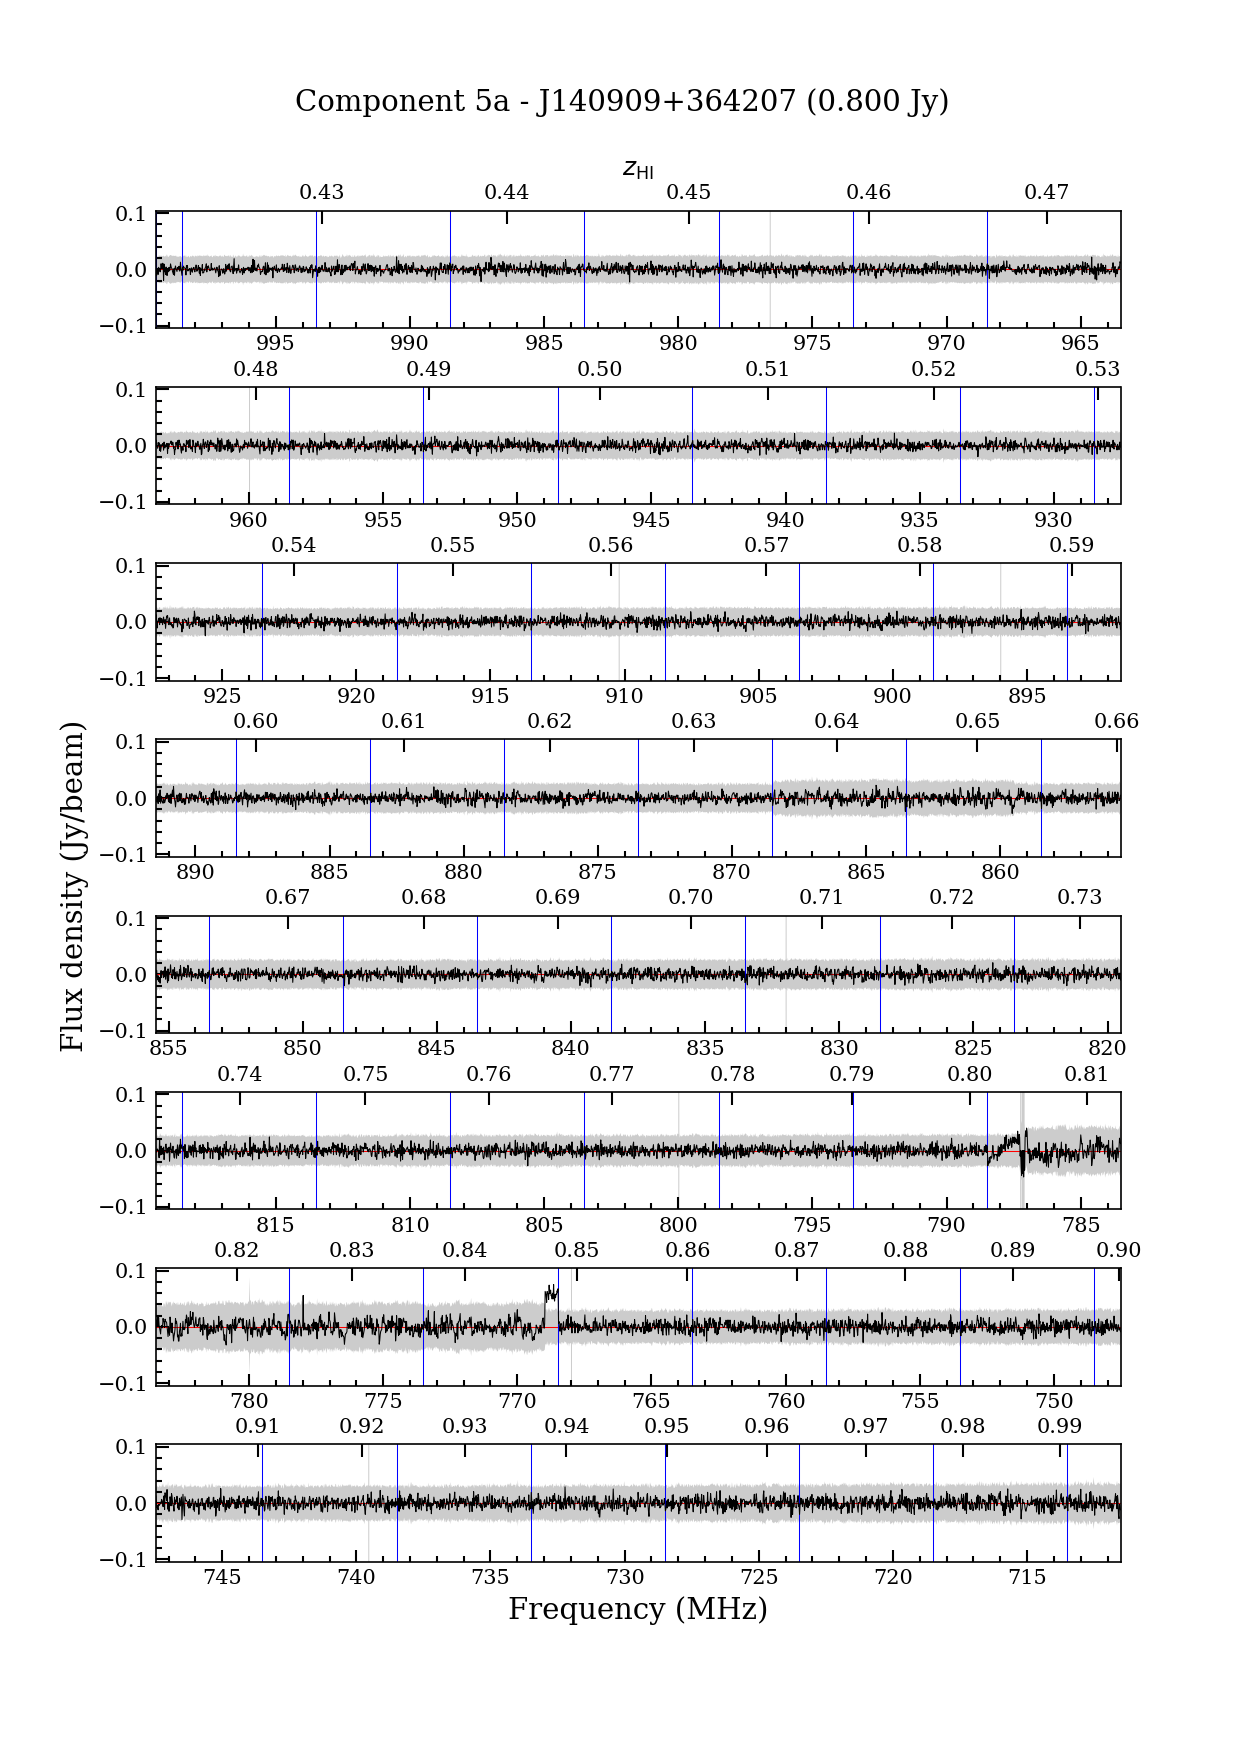 Component 5a - J140909+364207 (0.800 Jy)
zHI
0.43 0.44 0.45 0.46 0.47
0.1
0.0
−0.1
995 990 985 980 975 970 965
0.48 0.49 0.50 0.51 0.52 0.53
0.1
0.0
−0.1
960 955 950 945 940 935 930
0.54 0.55 0.56 0.57 0.58 0.59
0.1
0.0
−0.1
925 920 915 910 905 900 895
0.60 0.61 0.62 0.63 0.64 0.65 0.66
0.1
0.0
−0.1
890 885 880 875 870 865 860
Flux density (Jy/beam)
0.67 0.68 0.69 0.70 0.71 0.72 0.73
0.1
0.0
−0.1
855 850 845 840 835 830 825 820
0.74 0.75 0.76 0.77 0.78 0.79 0.80 0.81
0.1
0.0
−0.1
815 810 805 800 795 790 785
0.82 0.83 0.84 0.85 0.86 0.87 0.88 0.89 0.90
0.1
0.0
−0.1
780 775 770 765 760 755 750
0.91 0.92 0.93 0.94 0.95 0.96 0.97 0.98 0.99
0.1
0.0
−0.1
745 740 735 730 725 720 715
Frequency (MHz)